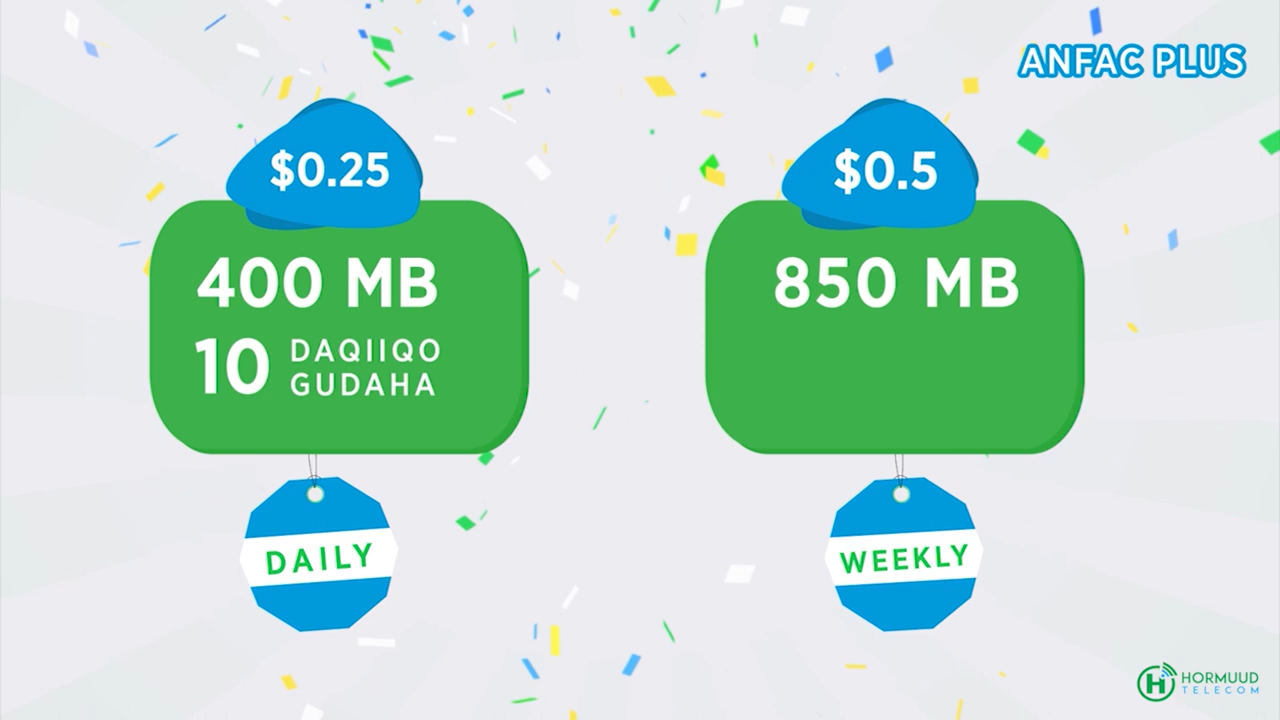 ANFAC PLUS
$0.25
400 MB
10 DAQIIQO
GUDAHA
DAILY
$0.5
850 MB
WEEKLY
HORMUUD
TELECOM